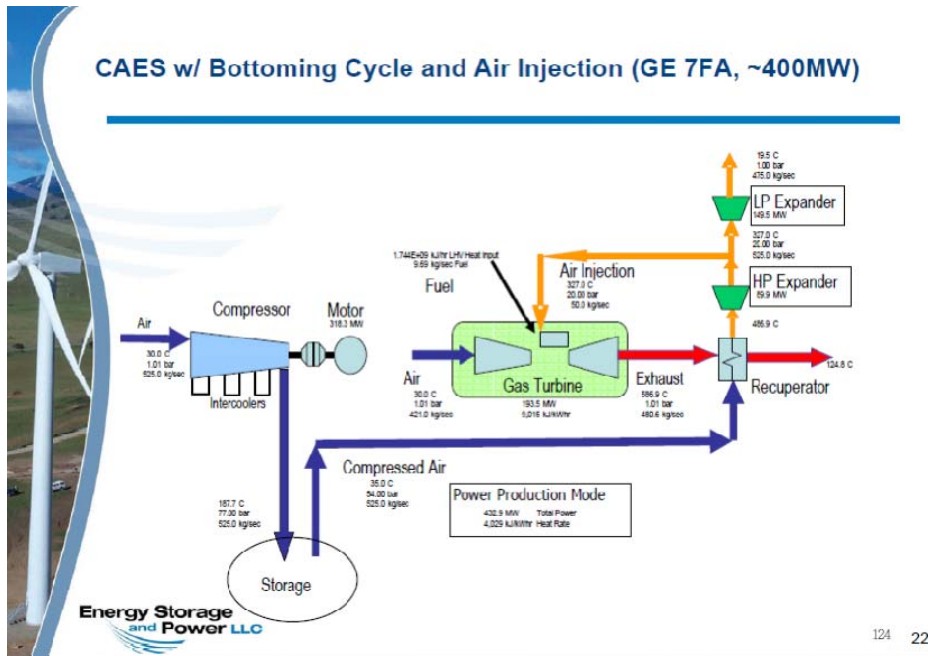 CAES w/ Bottoming Cycle and Air Injection (GE 7FA, ~400MW)
19.5 C
1.00 bar
475.0 kg/sec
LP Expander
149.5 MW
327.0 C
20.00 bar
525.0 kg/sec
HP Expander
89.9 MW
486.9 C
1.744E+09 kJ/hr LHV Heat Input
9.69 kg/sec Fuel
Fuel
Air Injection
327.0 C
20.00 bar
50.0 kg/sec
Compressor
Motor
318.3 MW
Air
30.0 C
1.01 bar
525.0 kg/sec
Intercoolers
Air
30.0 C
1.01 bar
421.0 kg/sec
Gas Turbine
193.5 MW
9,015 kJ/kWhr
Exhaust
586.9 C
1.01 bar
480.6 kg/sec
124.8 C
Recuperator
Compressed Air
35.0 C
54.00 bar
525.0 kg/sec
Power Production Mode
432.9 MW Total Power
4,029 kJ/kWhr Heat Rate
187.7 C
77.00 bar
525.0 kg/sec
Storage
Energy Storage
and Power LLC
124
22